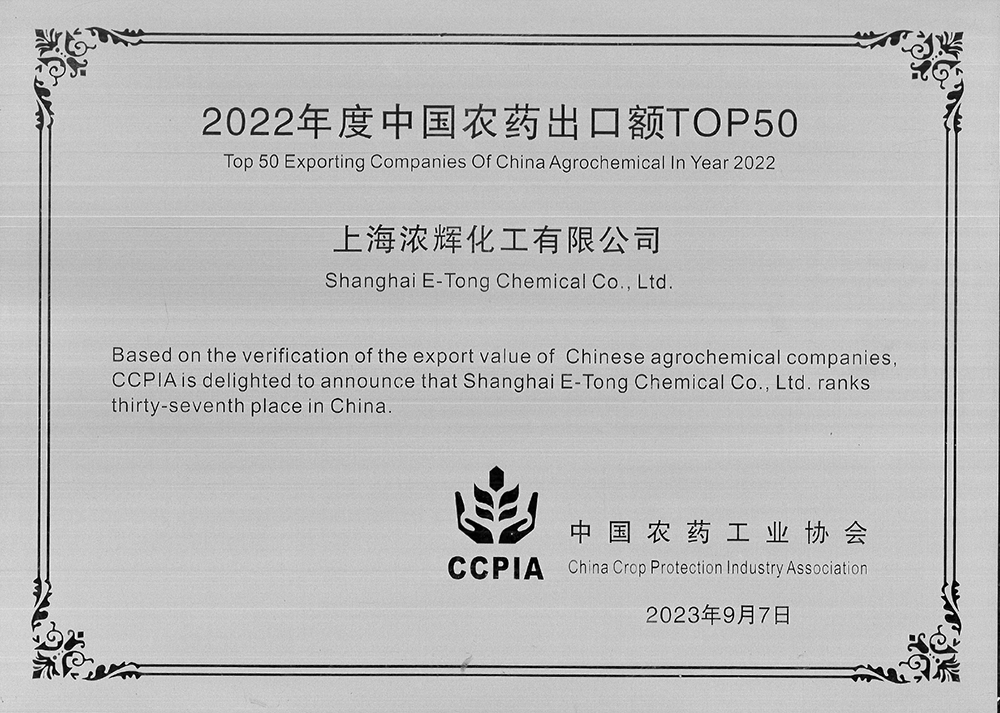 2022年度中国农药出口额TOP50
Top 50 Exporting Companies Of China Agrochemical In Year 2022
上海浓辉化工有限公司
Shanghai E-Tong Chemical Co., Ltd.
Based on the verification of the export value of Chinese agrochemical companies,
CCPIA is delighted to announce that Shanghai E-Tong Chemical Co., Ltd. ranks
thirty-seventh place in China.
CCPIA
中国农药工业协会
China Crop Protection Industry Association
2023年9月7日